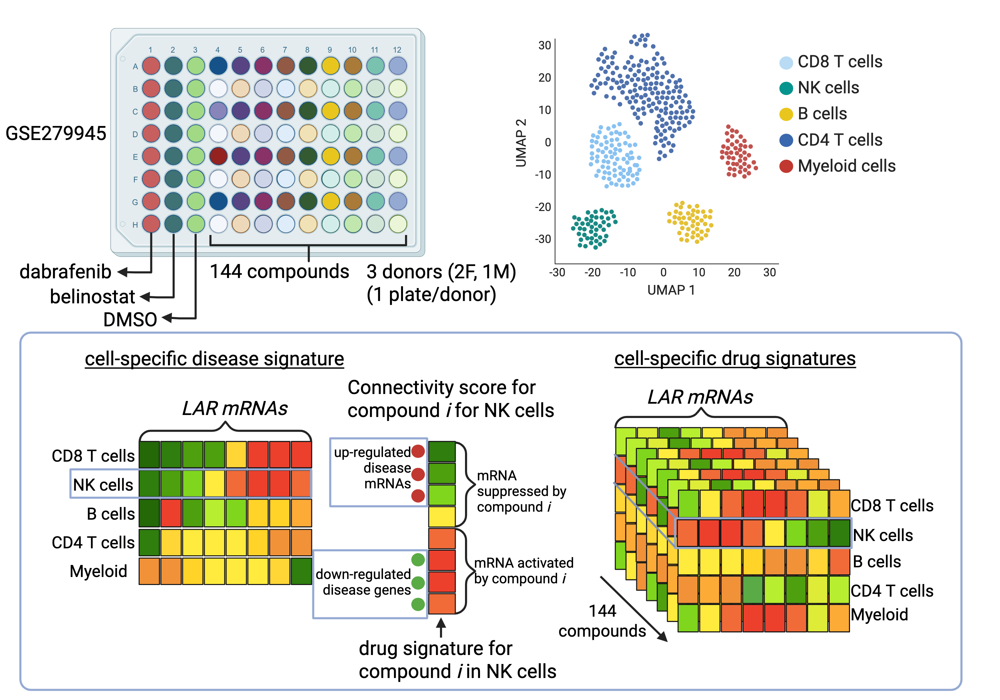 GSE279945
1 2 3 4 5 6 7 8 9 10 11 12
A
B
C
D
E
F
G
H
dabrafenib
belinostat
DMSO
144 compounds
3 donors (2F, 1M)
(1 plate/donor)
UMAP 2
30
20
10
0
-10
-20
-30
-30 -20 -10 0 10 20 30
UMAP 1
CD8 T cells
NK cells
B cells
CD4 T cells
Myeloid cells
cell-specific disease signature
LAR mRNAs
CD8 T cells
NK cells
B cells
CD4 T cells
Myeloid
Connectivity score for
compound i for NK cells
up-regulated
disease
mRNAs
mRNA
suppressed by
compound i
down-regulated
disease genes
mRNA activated
by compound i
drug signature for
compound i in NK cells
cell-specific drug signatures
LAR mRNAs
CD8 T cells
NK cells
B cells
CD4 T cells
Myeloid
144
compounds